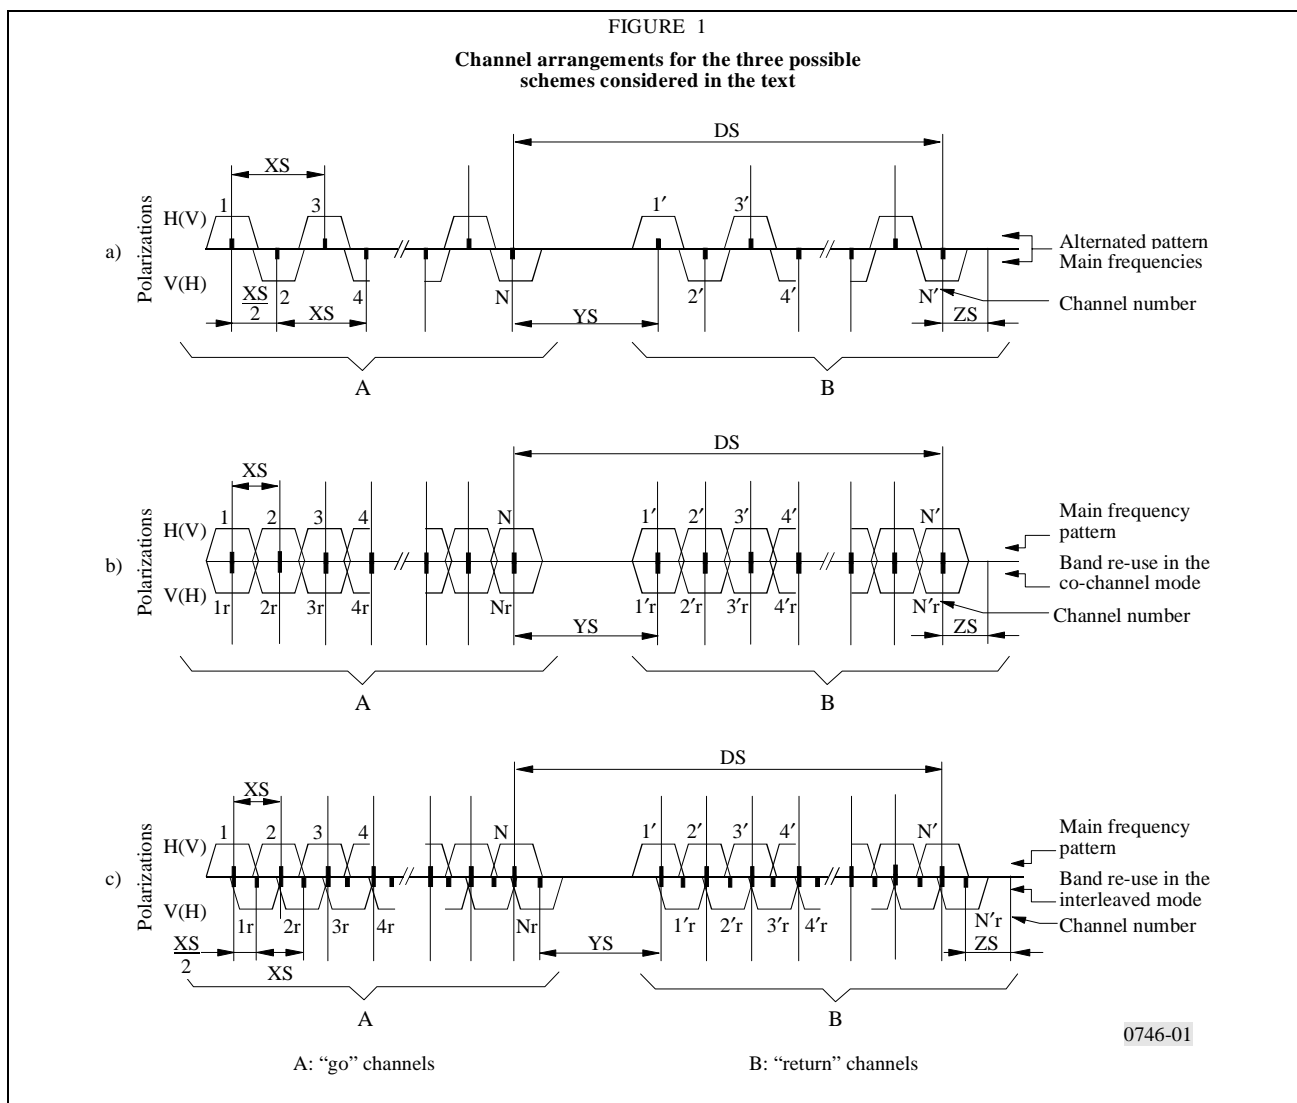 FIGURE 1
Channel arrangements for the three possible
schemes considered in the text
DS
XS
Polarizations
H(V)
1
3
1′
3′
a)
Alternated pattern
Main frequencies
V(H)
2
4
N
2′
4′
N′
Channel number
XS
2
XS
YS
ZS
A
B
DS
XS
Polarizations
H(V)
1
2
3
4
N
1′
2′
3′
4′
N′
Main frequency
pattern
b)
Band re-use in the
co-channel mode
V(H)
1r
2r
3r
4r
Nr
1′r
2′r
3′r
4′r
N′r
Channel number
YS
ZS
A
B
DS
XS
Polarizations
H(V)
1
2
3
4
N
1′
2′
3′
4′
N′
Main frequency
pattern
c)
Band re-use in the
interleaved mode
V(H)
1r
2r
3r
4r
Nr
1′r
2′r
3′r
4′r
N′r
Channel number
XS
2
XS
YS
ZS
A
B
0746-01
A: “go” channels
B: “return” channels